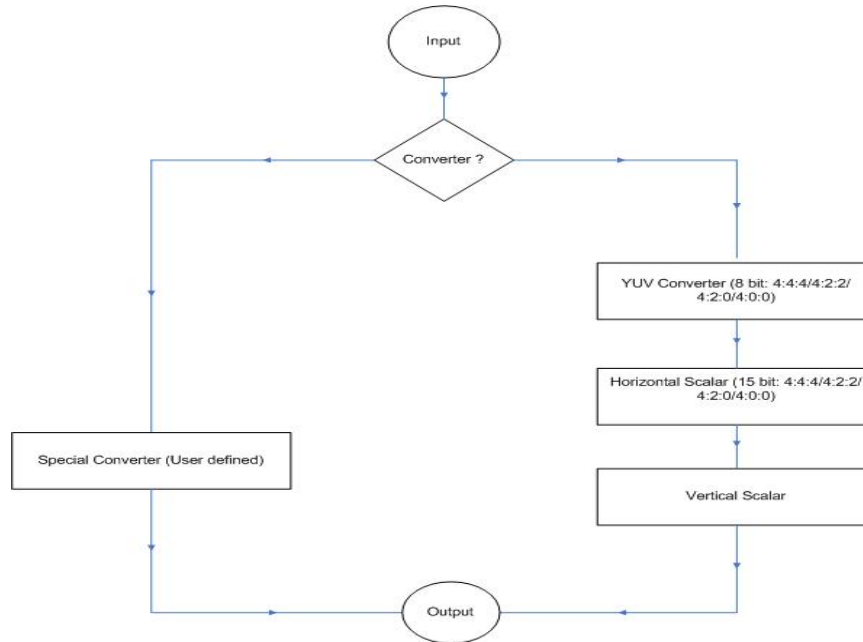 Input
Converter ?
YUV Converter (8 bit: 4:4:4/4:2:2/
4:2:0/4:0:0)
Horizontal Scalar (15 bit: 4:4:4/4:2:2/
4:2:0/4:0:0)
Special Converter (User defined)
Vertical Scalar
Output